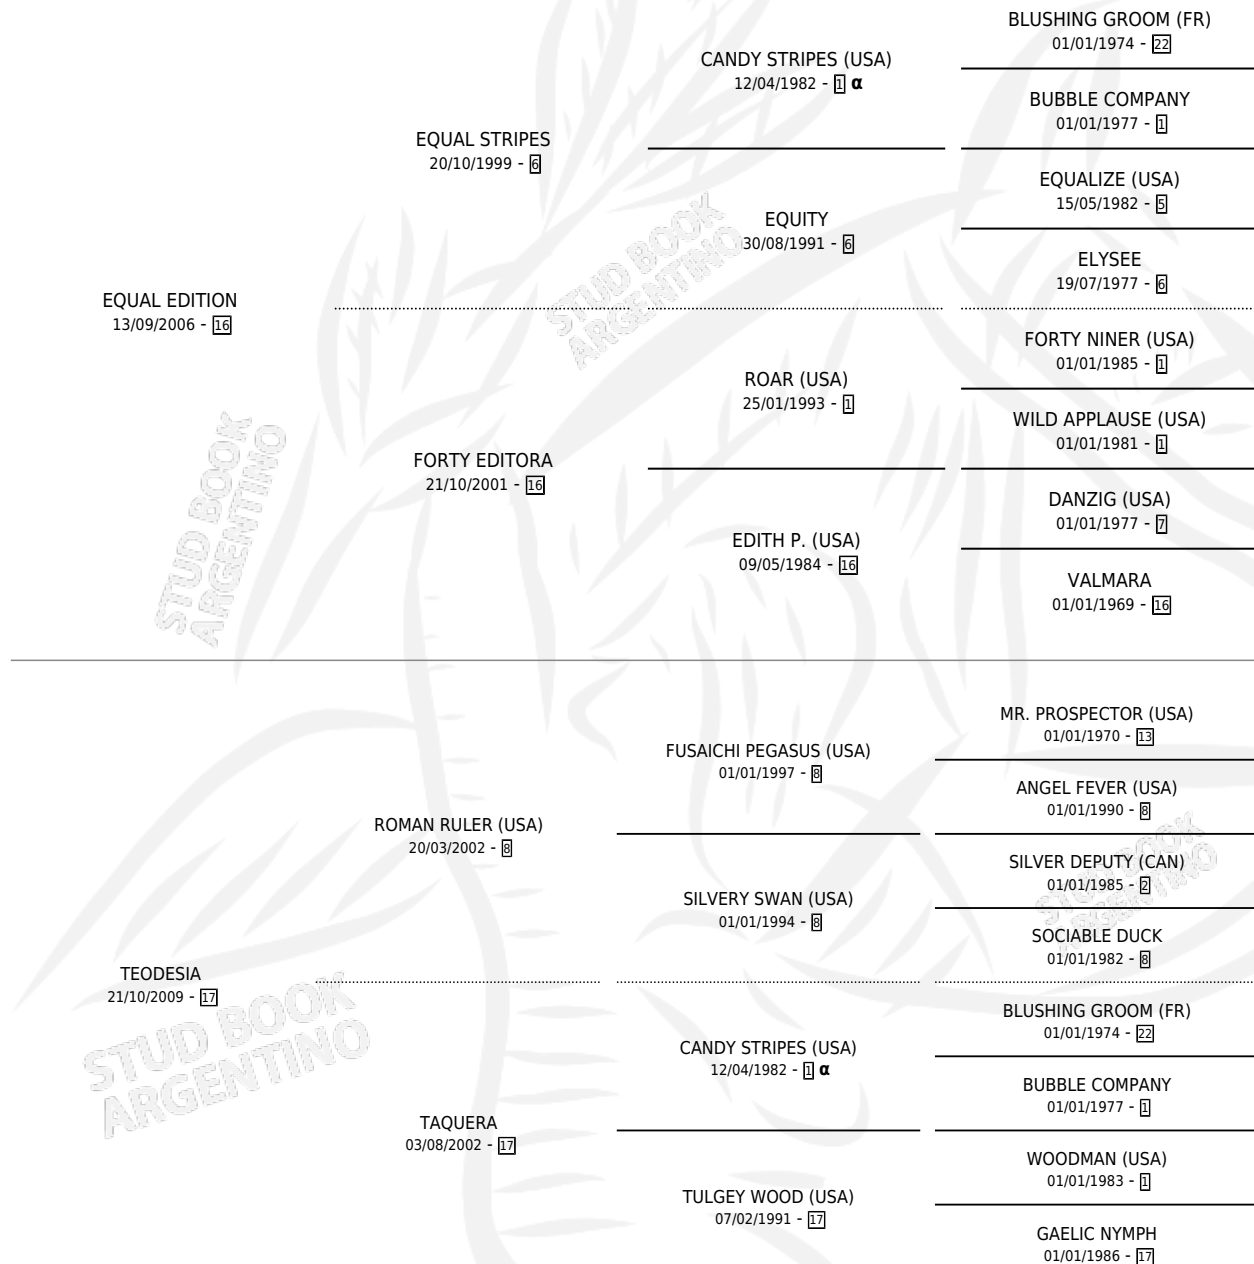 BLUSHING GROOM (FR)
01/01/1974 - 22
CANDY STRIPES (USA)
12/04/1982 - 1 α
BUBBLE COMPANY
01/01/1977 - 1
EQUAL STRIPES
20/10/1999 - 6
EQUALIZE (USA)
15/05/1982 - 5
EQUITY
30/08/1991 - 6
ELYSEE
19/07/1977 - 6
EQUAL EDITION
13/09/2006 - 16
FORTY NINER (USA)
01/01/1985 - 1
ROAR (USA)
25/01/1993 - 1
WILD APPLAUSE (USA)
01/01/1981 - 1
FORTY EDITORA
21/10/2001 - 16
DANZIG (USA)
01/01/1977 - 7
EDITH P. (USA)
09/05/1984 - 16
VALMARA
01/01/1969 - 16
MR. PROSPECTOR (USA)
01/01/1970 - 13
FUSAICHI PEGASUS (USA)
01/01/1997 - 8
ANGEL FEVER (USA)
01/01/1990 - 8
ROMAN RULER (USA)
20/03/2002 - 8
SILVER DEPUTY (CAN)
01/01/1985 - 2
SILVERY SWAN (USA)
01/01/1994 - 8
SOCIABLE DUCK
01/01/1982 - 8
TEODESIA
21/10/2009 - 17
BLUSHING GROOM (FR)
01/01/1974 - 22
CANDY STRIPES (USA)
12/04/1982 - 1 α
BUBBLE COMPANY
01/01/1977 - 1
TAQUERA
03/08/2002 - 17
WOODMAN (USA)
01/01/1983 - 1
TULGEY WOOD (USA)
07/02/1991 - 17
GAELIC NYMPH
01/01/1986 - 17
STUD BOOK
ARGENTINO
STUD BOOK
ARGENTINO
STUD BOOK
ARGENTINO
STUD BOOK
ARGENTINO